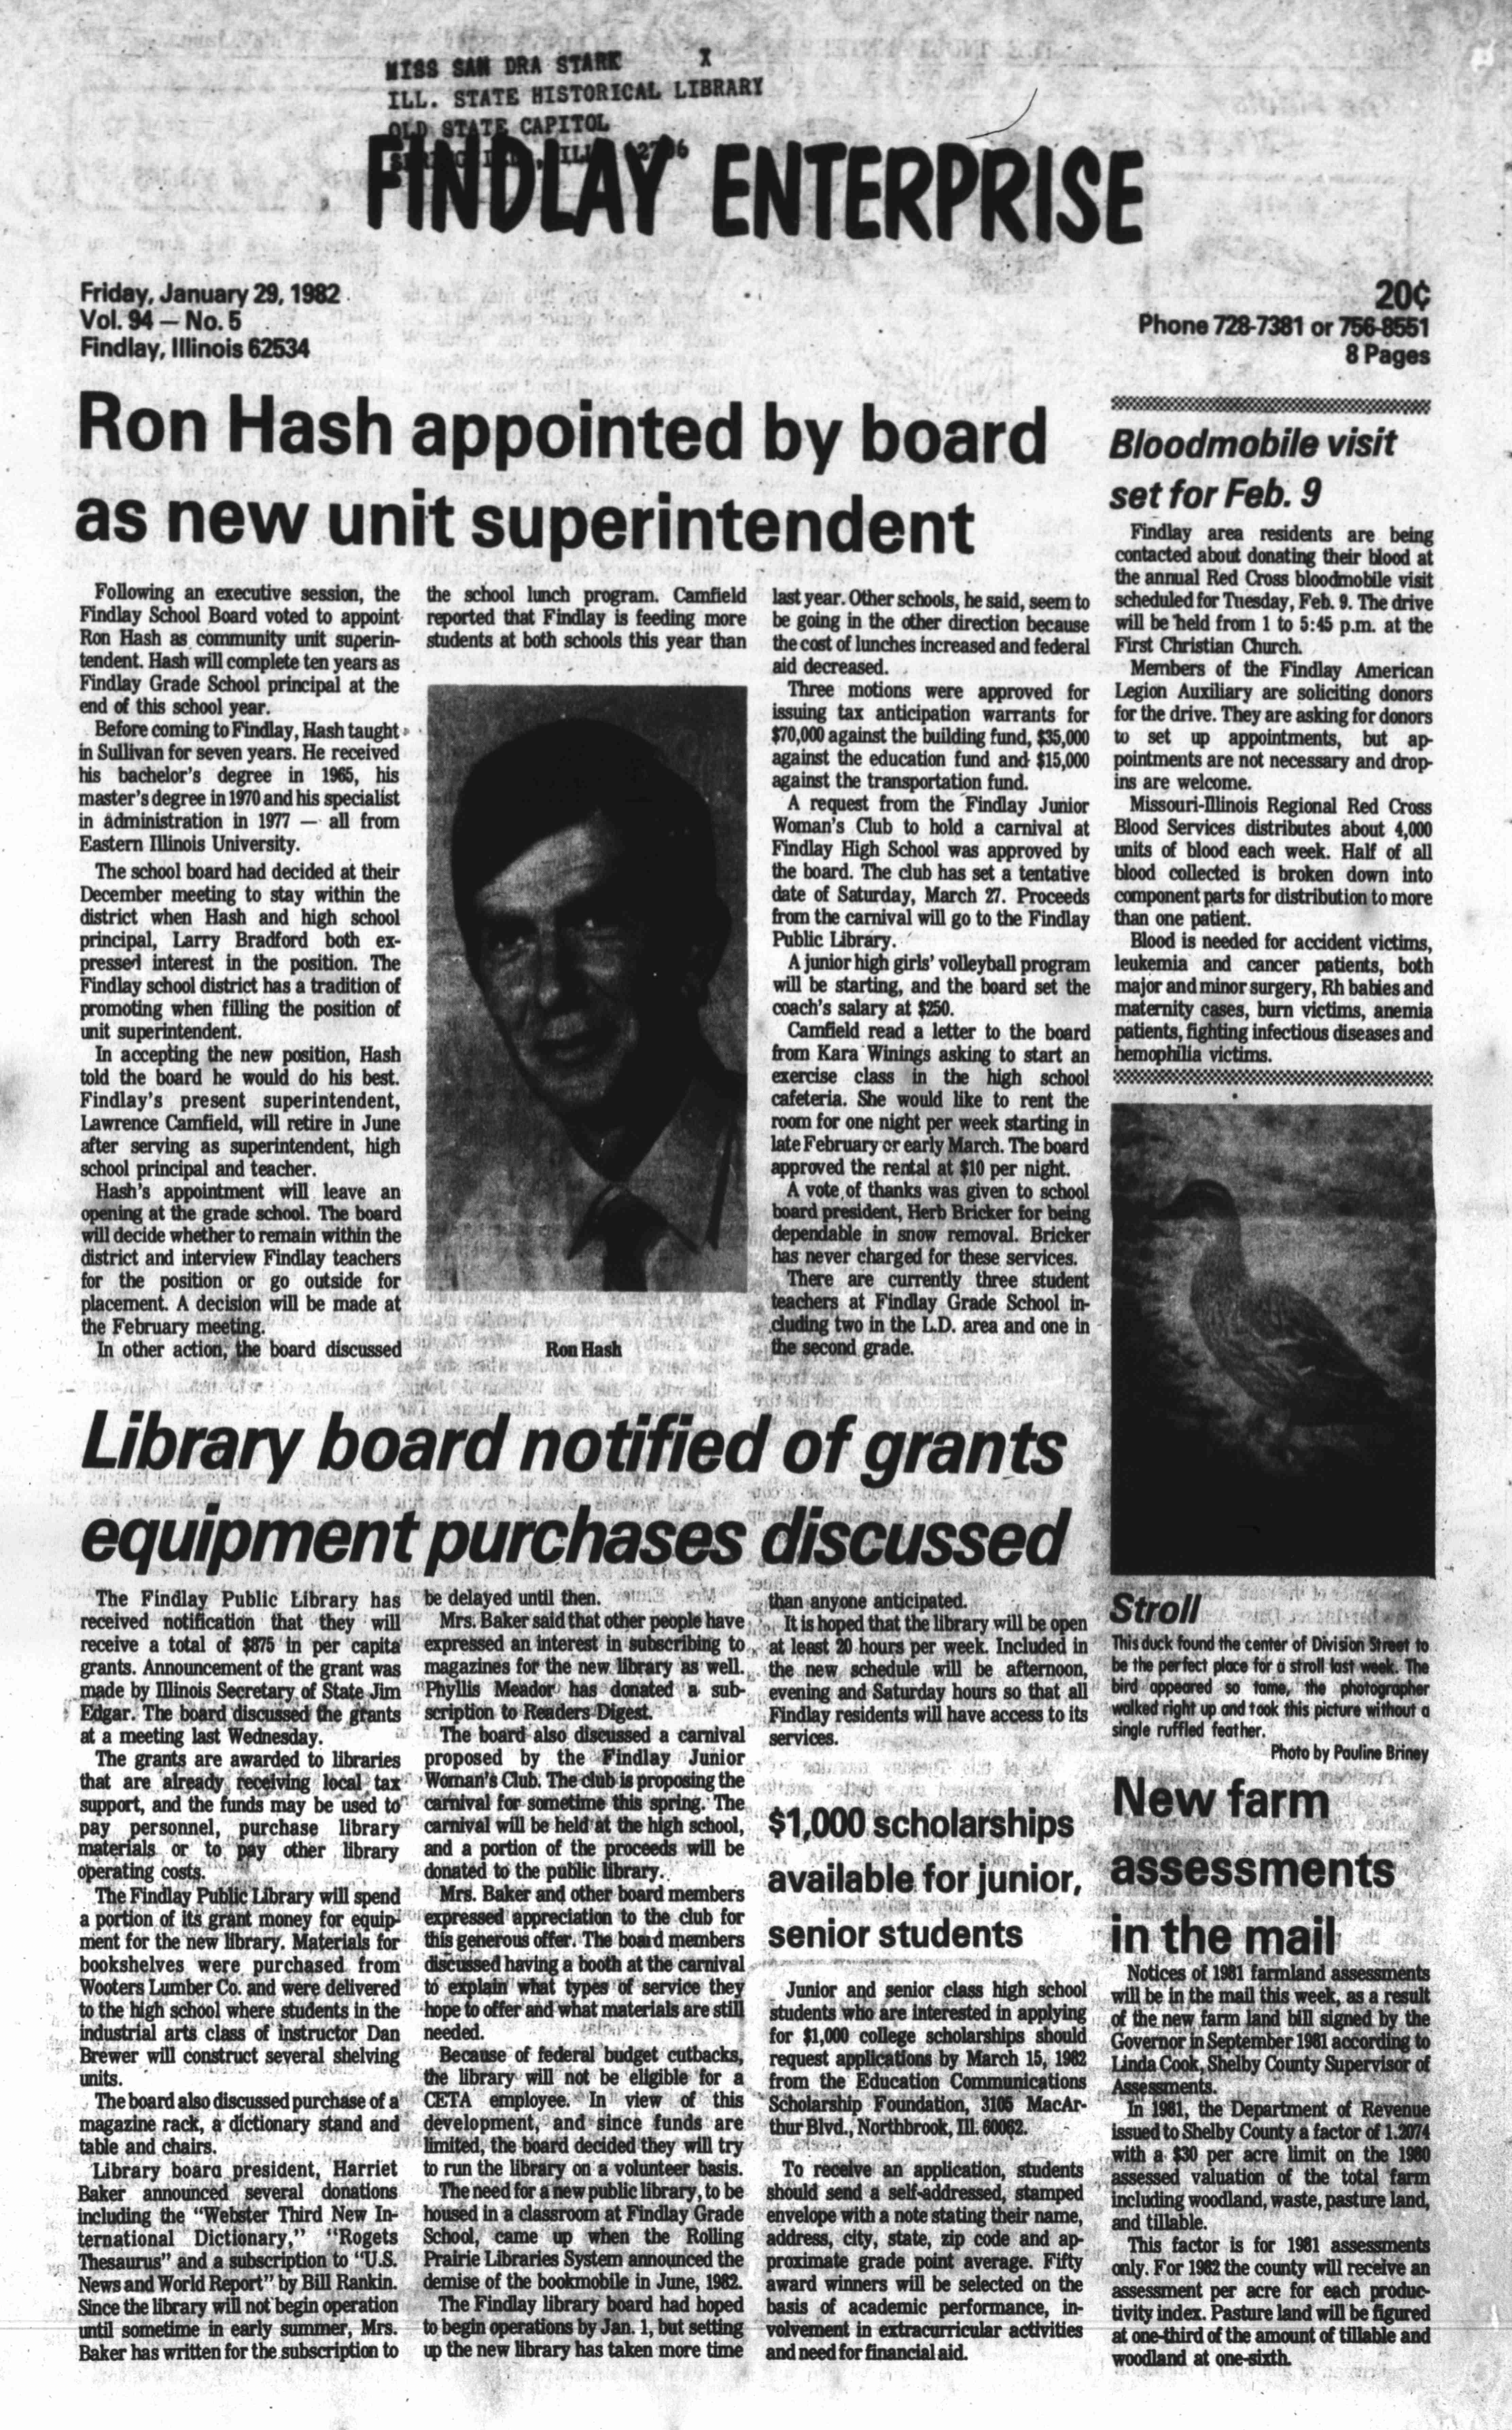 MISS SAN DRA STARK X
ILL. STATE HISTORICAL LIBRARY
OLD STATE CAPITOL
FINDLAY ENTERPRISE
Friday, January 29, 1982
Vol. 94 — No. 5
Findlay, Illinois 62534
20¢
Phone 728-7381 or 756-8551
8 Pages
Ron Hash appointed by board
as new unit superintendent
Following an executive session, the
Findlay School Board voted to appoint
Ron Hash as community unit superin-
tendent. Hash will complete ten years as
Findlay Grade School principal at the
end of this school year.
Before coming to Findlay, Hash taught
in Sullivan for seven years. He received
his bachelor's degree in 1965, his
master's degree in 1970 and his specialist
in administration in 1977 — all from
Eastern Illinois University.
The school board had decided at their
December meeting to stay within the
district when Hash and high school
principal, Larry Bradford both ex-
pressed interest in the position. The
Findlay school district has a tradition of
promoting when filling the position of
unit superintendent.
In accepting the new position, Hash
told the board he would do his best.
Findlay's present superintendent,
Lawrence Camfield, will retire in June
after serving as superintendent, high
school principal and teacher.
Hash's appointment will leave an
opening at the grade school. The board
will decide whether to remain within the
district and interview Findlay teachers
for the position or go outside for
placement. A decision will be made at
the February meeting.
In other action, the board discussed
the school lunch program. Camfield
reported that Findlay is feeding more
students at both schools this year than
Ron Hash
last year. Other schools, he said, seem to
be going in the other direction because
the cost of lunches increased and federal
aid decreased.
Three motions were approved for
issuing tax anticipation warrants for
$70,000 against the building fund, $35,000
against the education fund and $15,000
against the transportation fund.
A request from the Findlay Junior
Woman's Club to hold a carnival at
Findlay High School was approved by
the board. The club has set a tentative
date of Saturday, March 27. Proceeds
from the carnival will go to the Findlay
Public Library.
A junior high girls' volleyball program
will be starting, and the board set the
coach's salary at $250.
Camfield read a letter to the board
from Kara Winings asking to start an
exercise class in the high school
cafeteria. She would like to rent the
room for one night per week starting in
late February or early March. The board
approved the rental at $10 per night.
A vote of thanks was given to school
board president, Herb Bricker for being
dependable in snow removal. Bricker
has never charged for these services.
There are currently three student
teachers at Findlay Grade School in-
cluding two in the L.D. area and one in
the second grade.
Bloodmobile visit
set for Feb. 9
Findlay area residents are being
contacted about donating their blood at
the annual Red Cross bloodmobile visit
scheduled for Tuesday, Feb. 9. The drive
will be held from 1 to 5:45 p.m. at the
First Christian Church.
Members of the Findlay American
Legion Auxiliary are soliciting donors
for the drive. They are asking for donors
to set up appointments, but ap-
pointments are not necessary and drop-
ins are welcome.
Missouri-Illinois Regional Red Cross
Blood Services distributes about 4,000
units of blood each week. Half of all
blood collected is broken down into
component parts for distribution to more
than one patient.
Blood is needed for accident victims,
leukemia and cancer patients, both
major and minor surgery, Rh babies and
maternity cases, burn victims, anemia
patients, fighting infectious diseases and
hemophilia victims.
Stroll
This duck found the center of Division Street to
be the perfect place for a stroll last week. The
bird appeared so tame, the photographer
walked right up and took this picture without a
single ruffled feather.
Photo by Pauline Briney
Library board notified of grants
equipment purchases discussed
The Findlay Public Library has
received notification that they will
receive a total of $875 in per capita
grants. Announcement of the grant was
made by Illinois Secretary of State Jim
Edgar. The board discussed the grants
at a meeting last Wednesday.
The grants are awarded to libraries
that are already receiving local tax
support, and the funds may be used to
pay personnel, purchase library
materials or to pay other library
operating costs.
The Findlay Public Library will spend
a portion of its grant money for equip-
ment for the new library. Materials for
bookshelves were purchased from
Wooters Lumber Co. and were delivered
to the high school where students in the
industrial arts class of instructor Dan
Brewer will construct several shelving
units.
The board also discussed purchase of a
magazine rack, a dictionary stand and
table and chairs.
Library board president, Harriet
Baker announced several donations
including the "Webster Third New In-
ternational Dictionary," "Rogets
Thesaurus" and a subscription to "U.S.
News and World Report" by Bill Rankin.
Since the library will not begin operation
until sometime in early summer, Mrs.
Baker has written for the subscription to
be delayed until then.
Mrs. Baker said that other people have
expressed an interest in subscribing to
magazines for the new library as well.
Phyllis Meador has donated a sub-
scription to Readers Digest.
The board also discussed a carnival
proposed by the Findlay Junior
Woman's Club. The club is proposing the
carnival for sometime this spring. The
carnival will be held at the high school,
and a portion of the proceeds will be
donated to the public library.
Mrs. Baker and other board members
expressed appreciation to the club for
this generous offer. The board members
discussed having a booth at the carnival
to explain what types of service they
hope to offer and what materials are still
needed.
Because of federal budget cutbacks,
the library will not be eligible for a
CETA employee. In view of this
development, and since funds are
limited, the board decided they will try
to run the library on a volunteer basis.
The need for a new public library, to be
housed in a classroom at Findlay Grade
School, came up when the Rolling
Prairie Libraries System announced the
demise of the bookmobile in June, 1982.
The Findlay library board had hoped
to begin operations by Jan. 1, but setting
up the new library has taken more time
than anyone anticipated.
It is hoped that the library will be open
at least 20 hours per week. Included in
the new schedule will be afternoon,
evening and Saturday hours so that all
Findlay residents will have access to its
services.
$1,000 scholarships
available for junior,
senior students
Junior and senior class high school
students who are interested in applying
for $1,000 college scholarships should
request applications by March 15, 1982
from the Education Communications
Scholarship Foundation, 3105 MacAr-
thur Blvd., Northbrook, Ill. 60062.
To receive an application, students
should send a self-addressed, stamped
envelope with a note stating their name,
address, city, state, zip code and ap-
proximate grade point average. Fifty
award winners will be selected on the
basis of academic performance, in-
volvement in extracurricular activities
and need for financial aid.
New farm
assessments
in the mail
Notices of 1981 farmland assessments
will be in the mail this week, as a result
of the new farm land bill signed by the
Governor in September 1981 according to
Linda Cook, Shelby County Supervisor of
Assessments.
In 1981, the Department of Revenue
issued to Shelby County a factor of 1.2074
with a $30 per acre limit on the 1980
assessed valuation of the total farm
including woodland, waste, pasture land,
and tillable.
This factor is for 1981 assessments
only. For 1982 the county will receive an
assessment per acre for each produc-
tivity index. Pasture land will be figured
at one-third of the amount of tillable and
woodland at one-sixth.